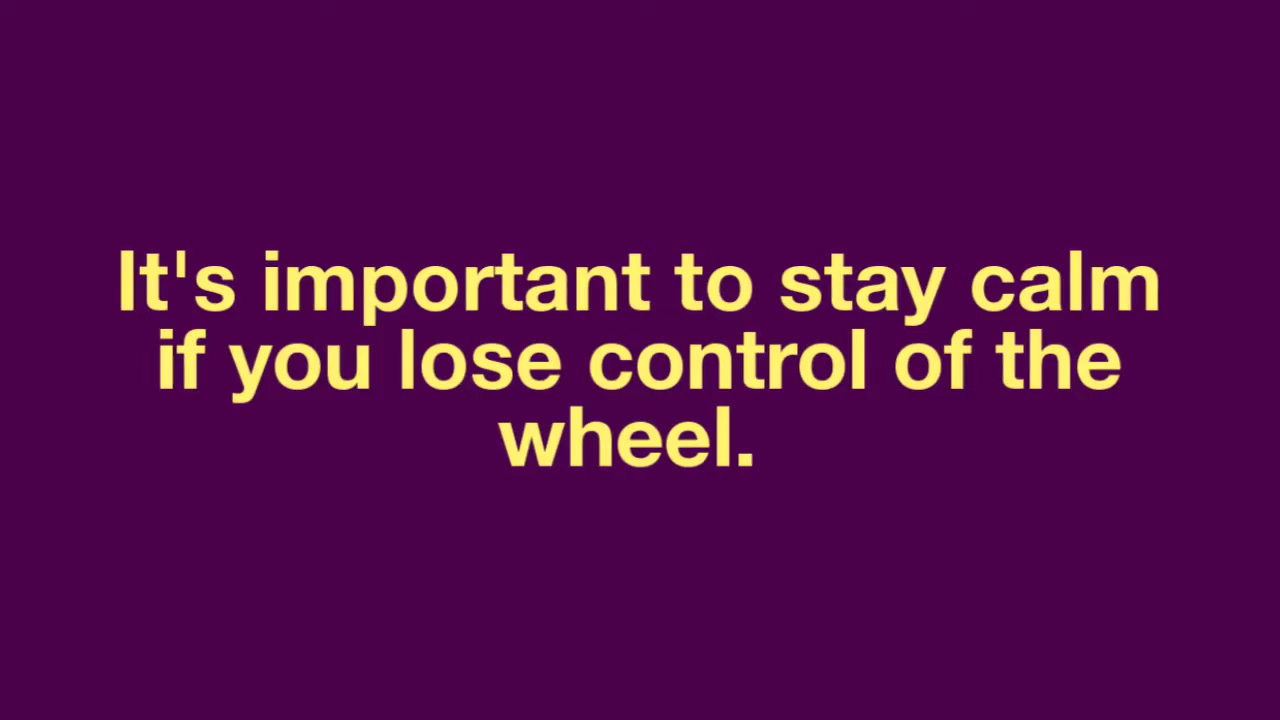 It's important to stay calm
if you lose control of the
wheel.